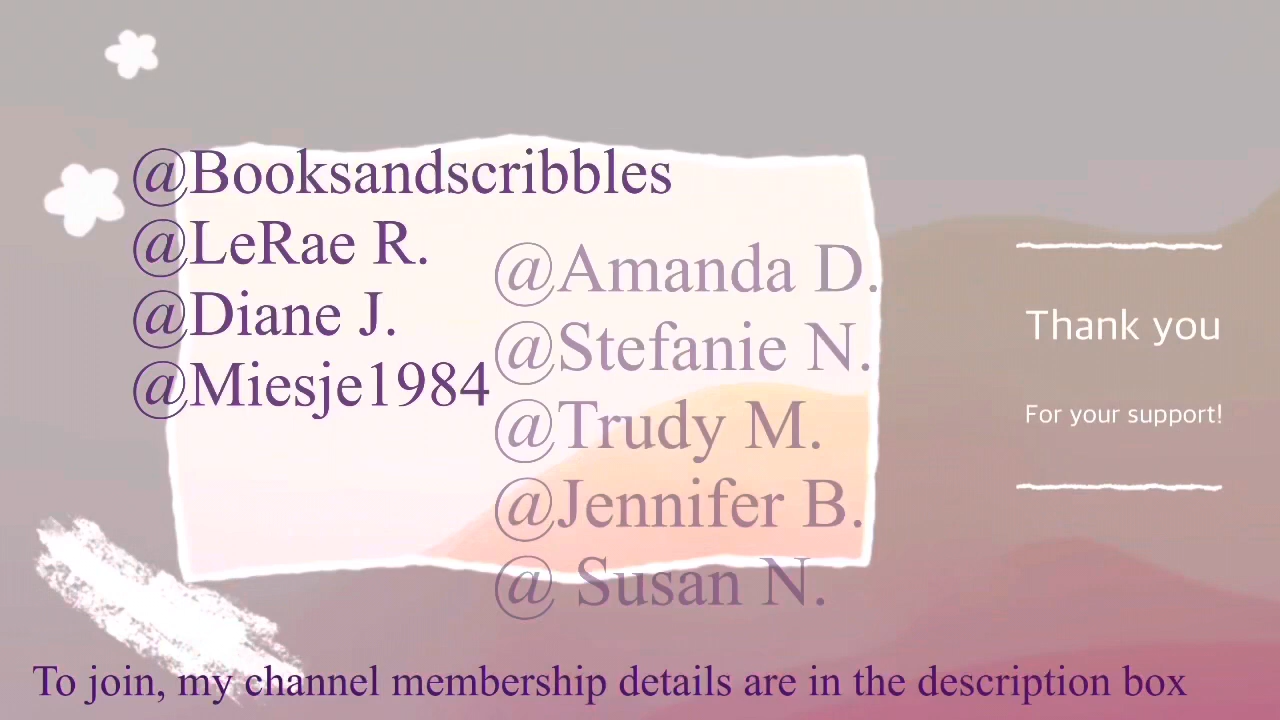 @Booksandscribbles
@LeRae R.
@Diane J.
@Miesje1984
@Amanda D.
@Stefanie N.
@Trudy M.
@Jennifer B.
@ Susan N.
Thank you
For your support!
To join, my channel membership details are in the description box